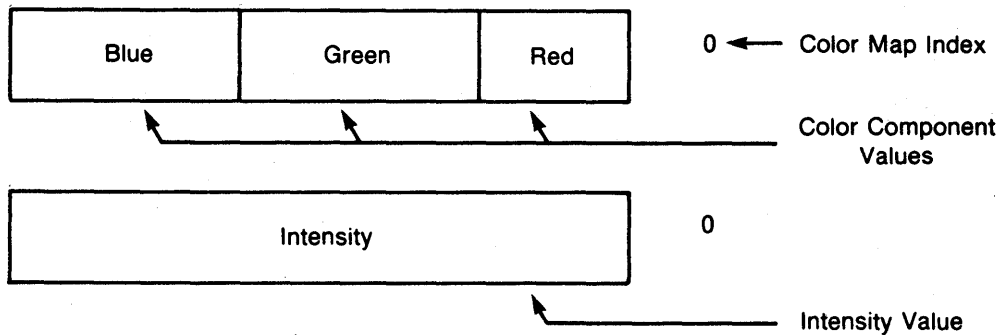 Blue Green Red 0 Color Map Index
Color Component
Values
Intensity 0
Intensity Value